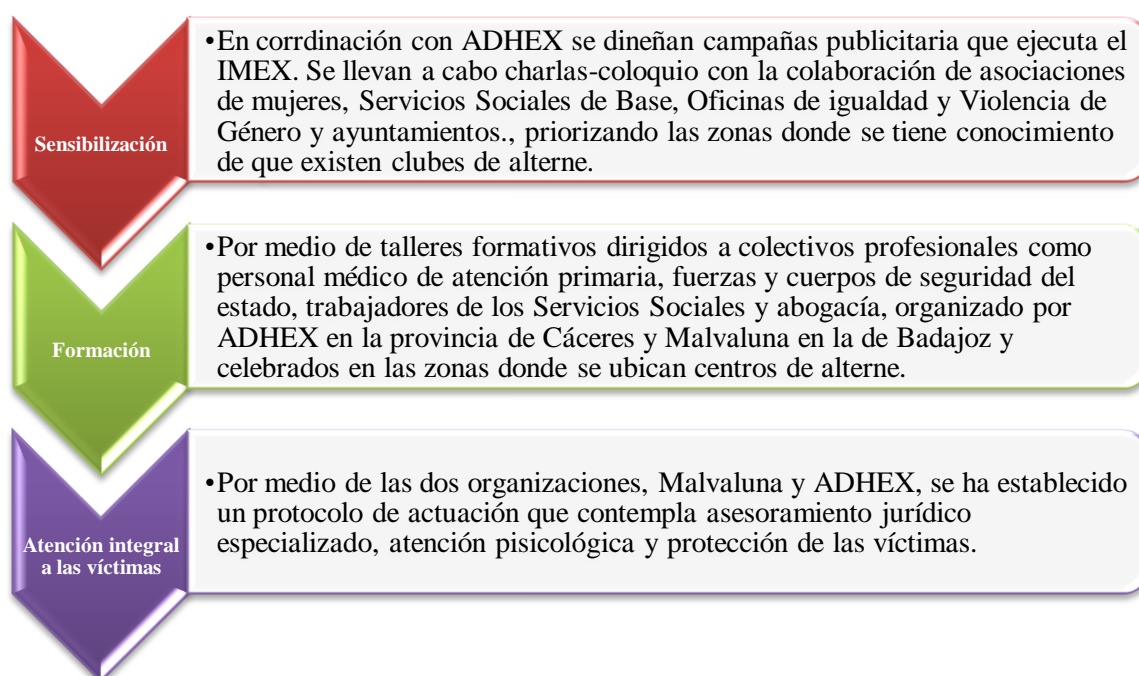 Sensibilización
•En corrdinación con ADHEX se dineñan campañas publicitaria que ejecuta el
IMEX. Se llevan a cabo charlas-coloquio con la colaboración de asociaciones
de mujeres, Servicios Sociales de Base, Oficinas de igualdad y Violencia de
Género y ayuntamientos., priorizando las zonas donde se tiene conocimiento
de que existen clubes de alterne.
Formación
•Por medio de talleres formativos dirigidos a colectivos profesionales como
personal médico de atención primaria, fuerzas y cuerpos de seguridad del
estado, trabajadores de los Servicios Sociales y abogacía, organizado por
ADHEX en la provincia de Cáceres y Malvaluna en la de Badajoz y
celebrados en las zonas donde se ubican centros de alterne.
Atención integral
a las víctimas
•Por medio de las dos organizaciones, Malvaluna y ADHEX, se ha establecido
un protocolo de actuación que contempla asesoramiento jurídico
especializado, atención pisicológica y protección de las víctimas.